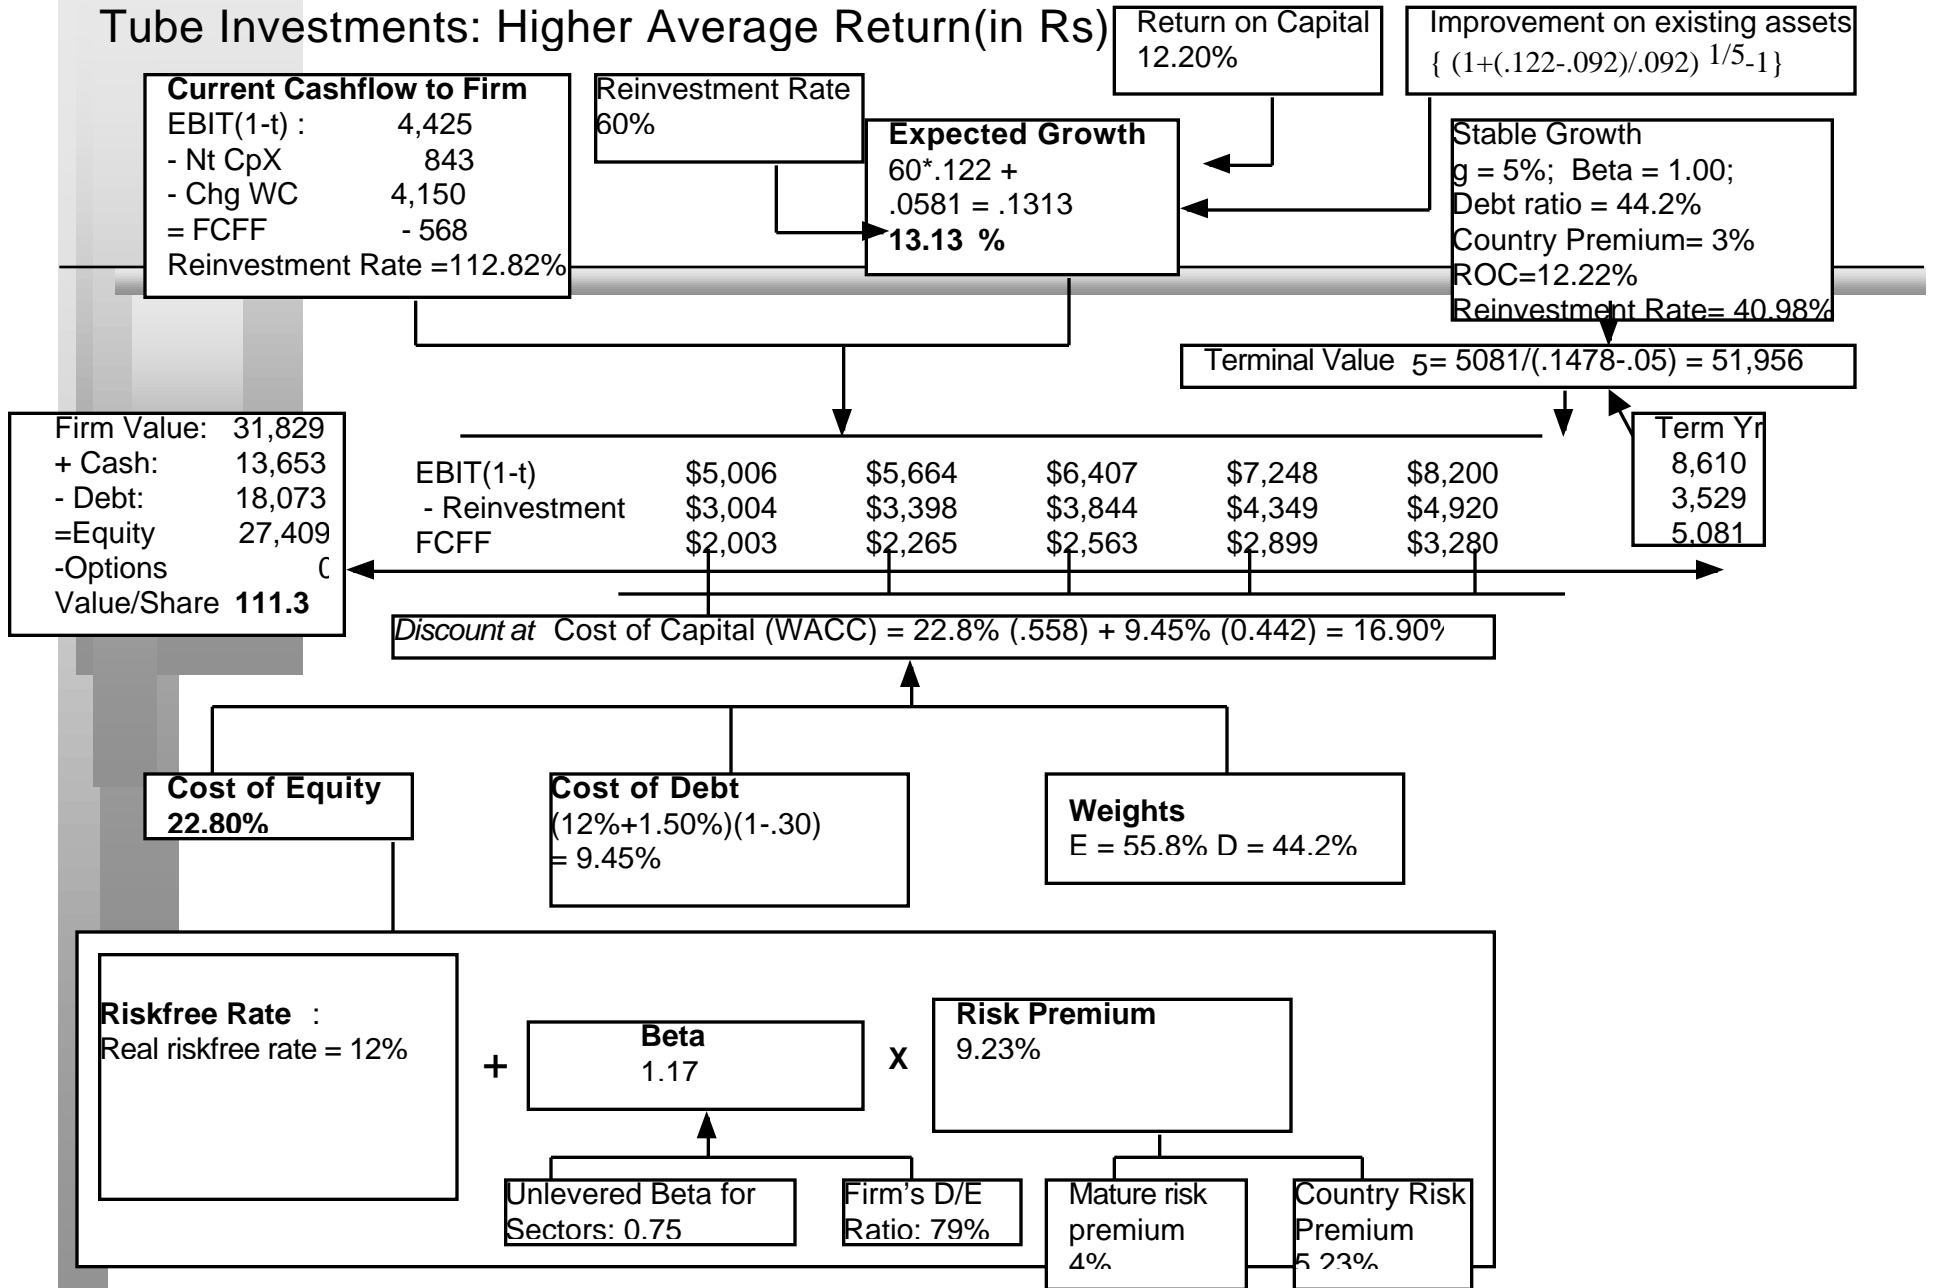 Tube Investments: Higher Average Return(in Rs)
Return on Capital
12.20%
Improvement on existing assets
{ (1+(.122-.092)/.092) 1/5-1}
Current Cashflow to Firm
EBIT(1-t) : 4,425
- Nt CpX 843
- Chg WC 4,150
= FCFF - 568
Reinvestment Rate =112.82%
Reinvestment Rate
60%
Expected Growth
60*.122 +
.0581 = .1313
13.13 %
Stable Growth
g = 5%; Beta = 1.00;
Debt ratio = 44.2%
Country Premium= 3%
ROC=12.22%
Reinvestment Rate= 40.98%
Terminal Value 5= 5081/(.1478-.05) = 51,956
Firm Value: 31,829
+ Cash: 13,653
- Debt: 18,073
=Equity 27,409
-Options 0
Value/Share 111.3
EBIT(1-t) $5,006 $5,664 $6,407 $7,248 $8,200
- Reinvestment $3,004 $3,398 $3,844 $4,349 $4,920
FCFF $2,003 $2,265 $2,563 $2,899 $3,280
Term Yr
8,610
3,529
5,081
Discount at Cost of Capital (WACC) = 22.8% (.558) + 9.45% (0.442) = 16.90%
Cost of Equity
22.80%
Cost of Debt
(12%+1.50%)(1-.30)
= 9.45%
Weights
E = 55.8% D = 44.2%
Riskfree Rate :
Real riskfree rate = 12%
+
Beta
1.17
X
Risk Premium
9.23%
Unlevered Beta for
Sectors: 0.75
Firm’s D/E
Ratio: 79%
Mature risk
premium
4%
Country Risk
Premium
5.23%